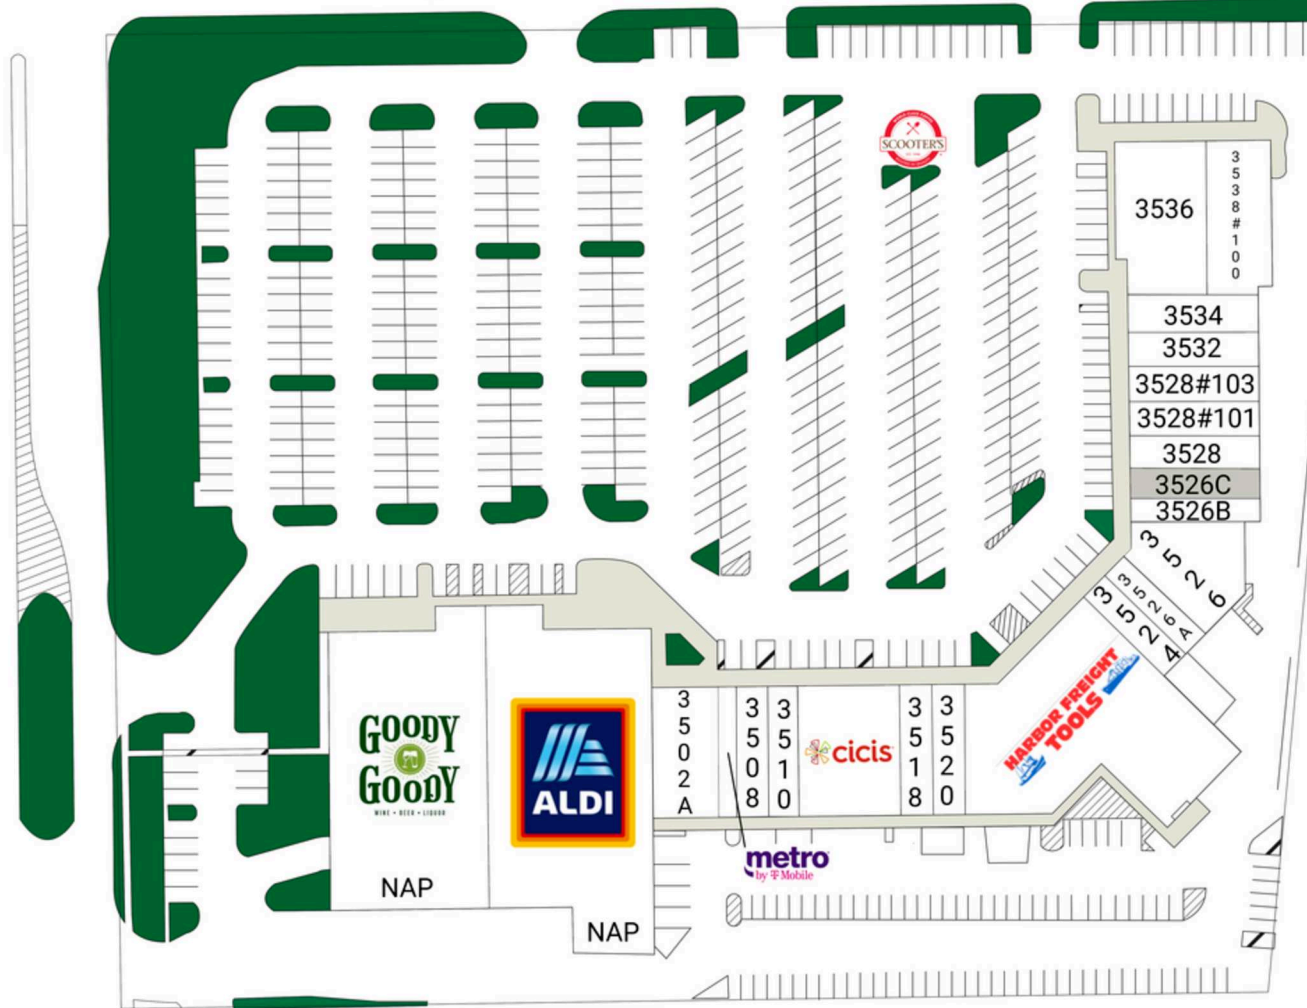 SCOOTER'S
3536
3538#100
3534
3532
3528#103
3528#101
3528
3526C
3526B
3526
3526A
3524
HARBOR FREIGHT
TOOLS
GOODY
GOODY
WINE • BEER • LIQUOR
NAP
ALDI
NAP
3502A
3508
3510
cicis
3518
3520
metro
by T Mobile